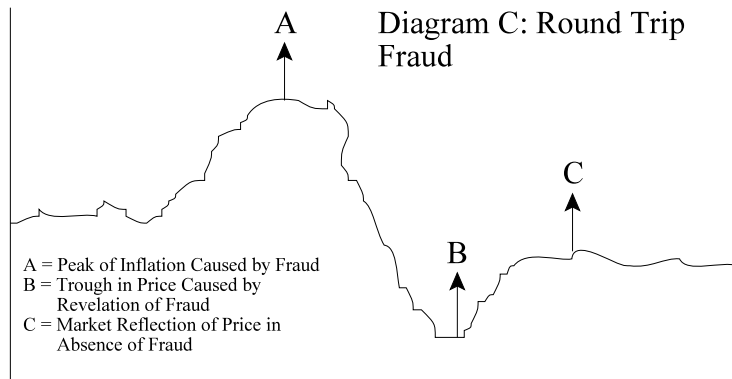 Diagram C: Round Trip
Fraud
A
C
B
A = Peak of Inflation Caused by Fraud
B = Trough in Price Caused by
Revelation of Fraud
C = Market Reflection of Price in
Absence of Fraud